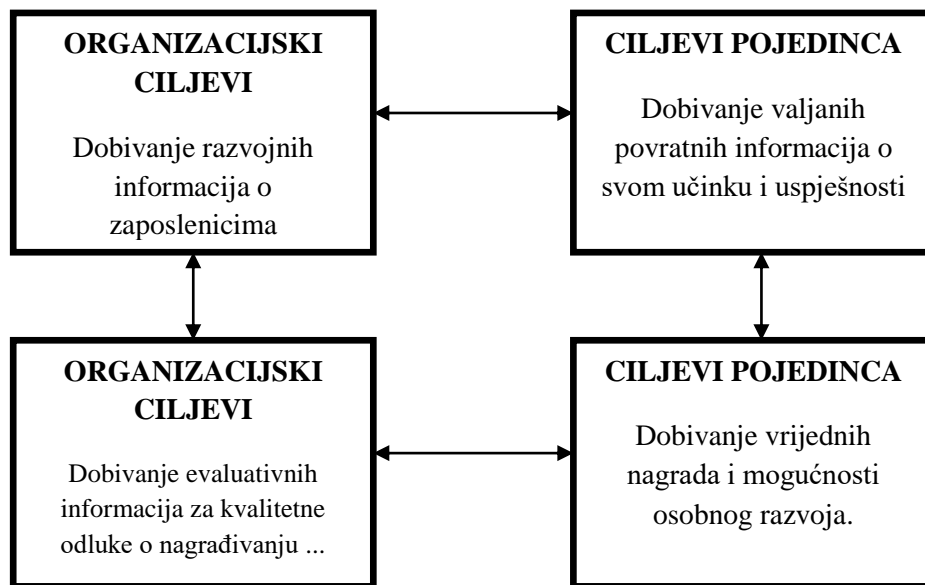 ORGANIZACIJSKI
CILJEVI
Dobivanje razvojnih
informacija o
zaposlenicima
CILJEVI POJEDINCA
Dobivanje valjanih
povratnih informacija o
svom učinku i uspješnosti
ORGANIZACIJSKI
CILJEVI
Dobivanje evaluativnih
informacija za kvalitetne
odluke o nagrađivanju ...
CILJEVI POJEDINCA
Dobivanje vrijednih
nagrada i mogućnosti
osobnog razvoja.